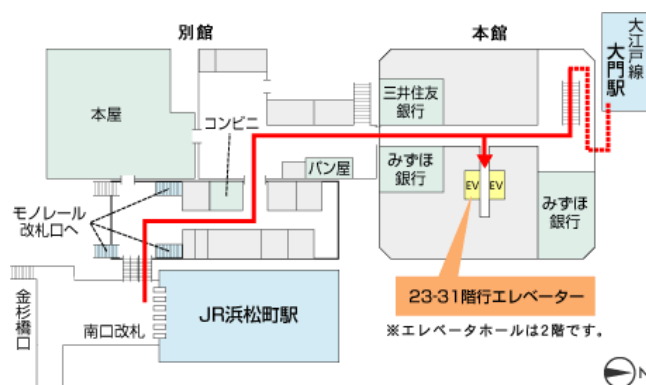 別館
本館
大江戸線
大門駅
本屋
コンビニ
三井住友
銀行
パン屋
みずほ
銀行
EV
EV
みずほ
銀行
モノレール
改札口へ
23-31階行エレベーター
金杉橋口
JR浜松町駅
※エレベータホールは2階です。
南口改札
N